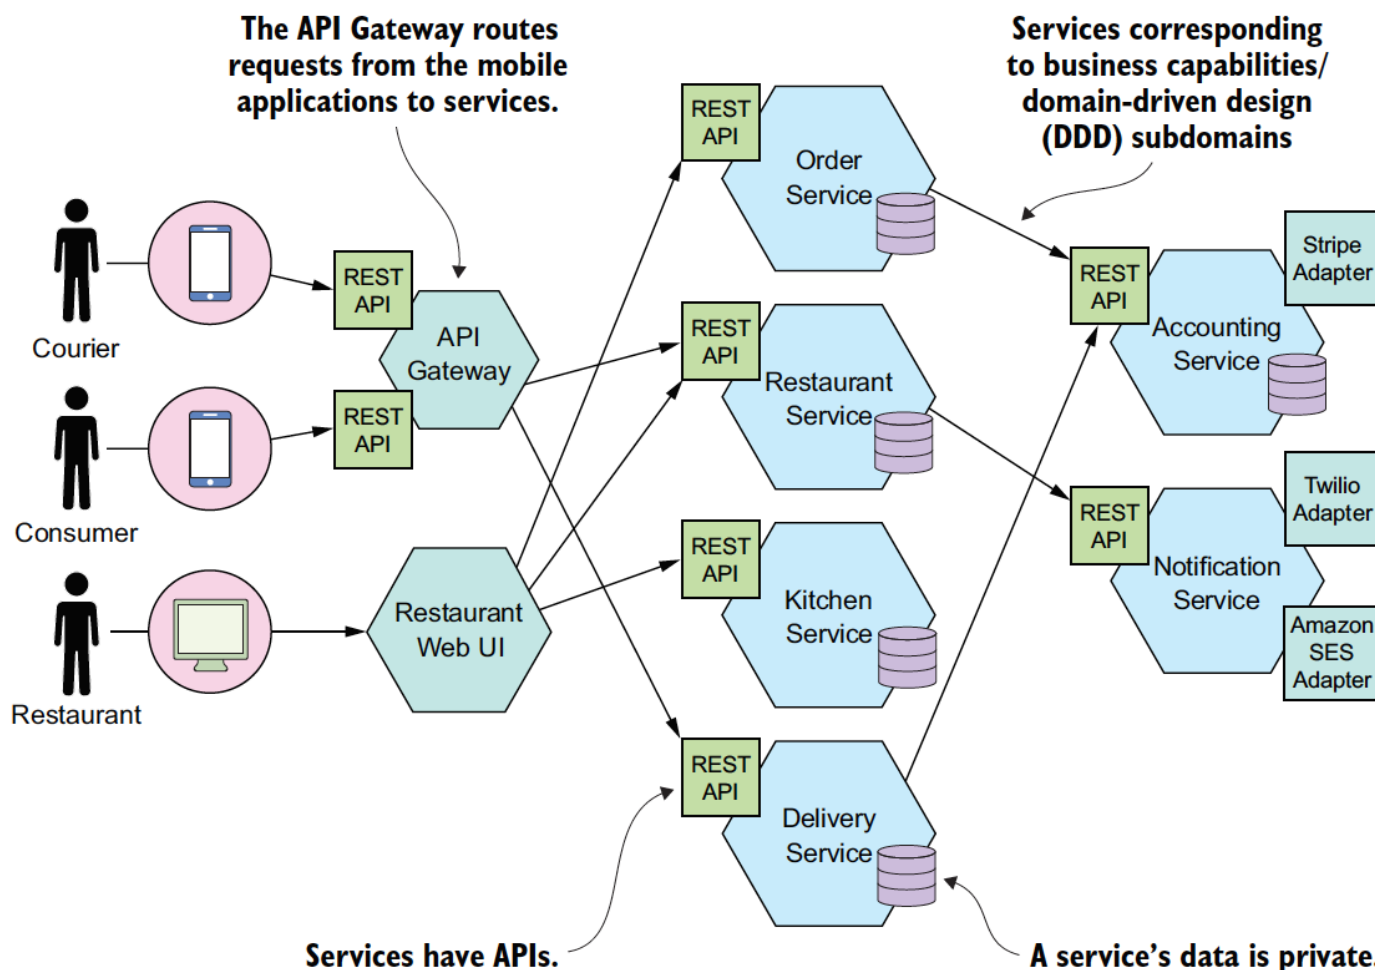 The API Gateway routes
requests from the mobile
applications to services.
Services corresponding
to business capabilities/
domain-driven design
(DDD) subdomains
REST
API
Order
Service
Courier
REST
API
API
Gateway
REST
API
Consumer
REST
API
Restaurant
Service
REST
API
Accounting
Service
Stripe
Adapter
Restaurant
Restaurant
Web UI
REST
API
Kitchen
Service
REST
API
Notification
Service
Twilio
Adapter
Amazon
SES
Adapter
REST
API
Delivery
Service
Services have APIs.
A service's data is private.